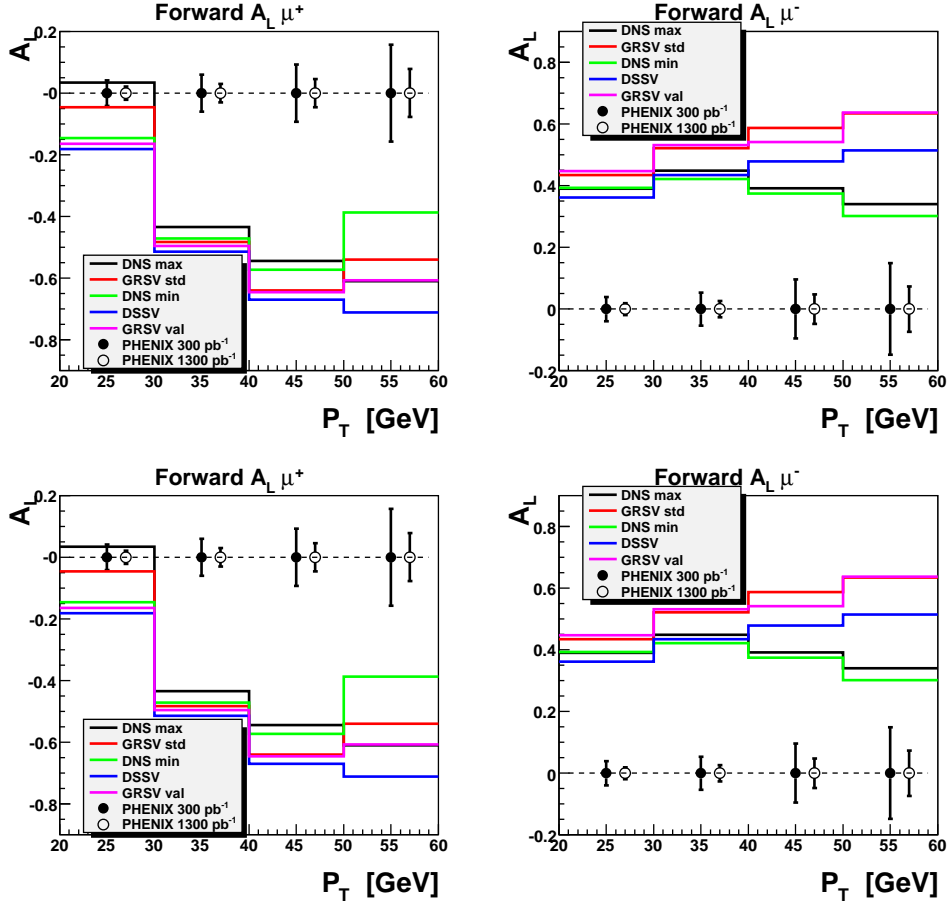 Forward A_L μ⁺
A_L
0.2
-0
-0.2
-0.4
-0.6
-0.8
DNS max
GRSV std
DNS min
DSSV
GRSV val
PHENIX 300 pb⁻¹
PHENIX 1300 pb⁻¹
20 25 30 35 40 45 50 55 60
P_T [GeV]
Forward A_L μ⁻
A_L
DNS max
GRSV std
DNS min
DSSV
GRSV val
PHENIX 300 pb⁻¹
PHENIX 1300 pb⁻¹
0.8
0.6
0.4
0.2
0
-0.2
20 25 30 35 40 45 50 55 60
P_T [GeV]
Forward A_L μ⁺
A_L
0.2
-0
-0.2
-0.4
-0.6
-0.8
DNS max
GRSV std
DNS min
DSSV
GRSV val
PHENIX 300 pb⁻¹
PHENIX 1300 pb⁻¹
20 25 30 35 40 45 50 55 60
P_T [GeV]
Forward A_L μ⁻
A_L
DNS max
GRSV std
DNS min
DSSV
GRSV val
PHENIX 300 pb⁻¹
PHENIX 1300 pb⁻¹
0.8
0.6
0.4
0.2
0
-0.2
20 25 30 35 40 45 50 55 60
P_T [GeV]